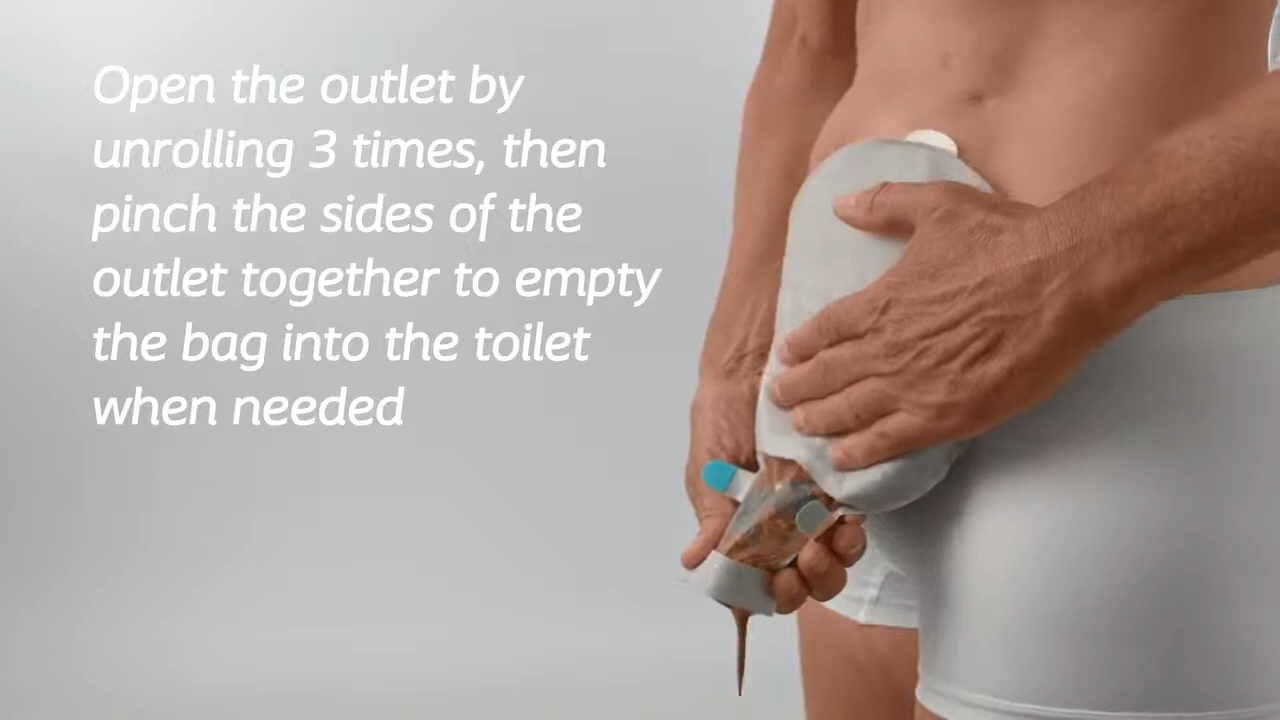 Open the outlet by
unrolling 3 times, then
pinch the sides of the
outlet together to empty
the bag into the toilet
when needed